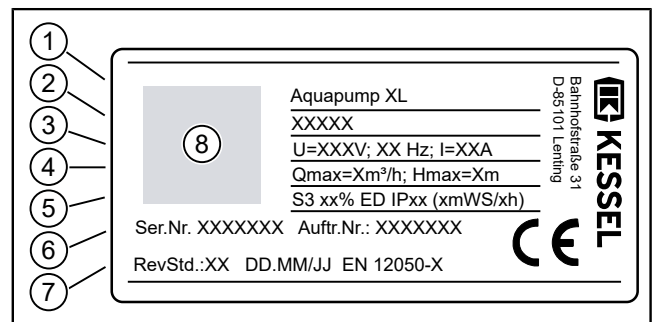 1
2
3
4
5
6
7
8
Aquapump XL
XXXXX
U=XXXV; XX Hz; I=XXA
Qmax=Xm³/h; Hmax=Xm
S3 xx% ED IPxx (xmWS/xh)
Ser.Nr. XXXXXXX Auftr.Nr.: XXXXXXX
RevStd.:XX DD.MM/JJ EN 12050-X
Bahnhofstraße 31
D-85101 Lenting
KESSEL
CE